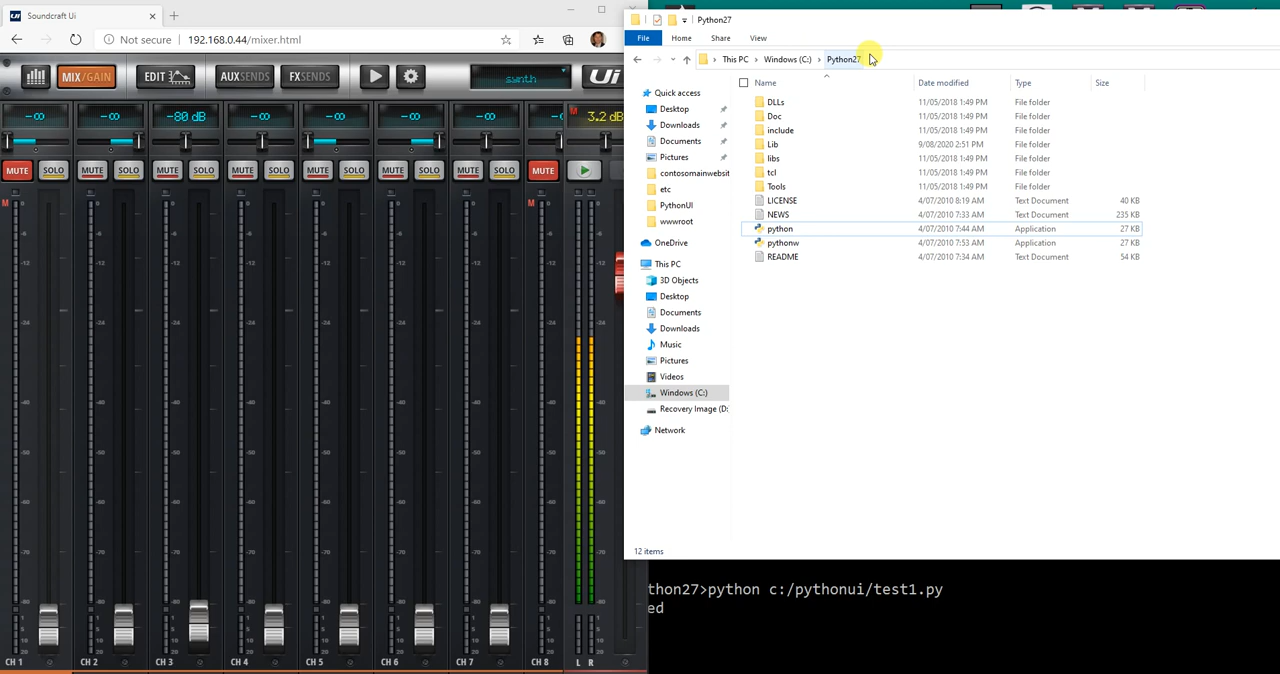 Soundcraft Ui
Not secure
192.168.0.44/mixer.html
MIX/GAIN
EDIT
AUXSENDS
FXSENDS
synth
Ui
-∞
-∞
-80 dB
-∞
-∞
-∞
-∞
3.2 dB
MUTE SOLO
MUTE SOLO
MUTE SOLO
MUTE SOLO
MUTE SOLO
MUTE SOLO
MUTE SOLO
MUTE
CH 1
CH 2
CH 3
CH 4
CH 5
CH 6
CH 7
CH 8
L R
Python27
File Home Share View
This PC > Windows (C:) > Python27
Name Date modified Type Size
DLLs 11/05/2018 1:49 PM File folder
Doc 11/05/2018 1:49 PM File folder
include 11/05/2018 1:49 PM File folder
Lib 9/08/2020 2:51 PM File folder
libs 11/05/2018 1:49 PM File folder
tcl 11/05/2018 1:49 PM File folder
Tools 11/05/2018 1:49 PM File folder
LICENSE 4/07/2010 8:19 AM Text Document 40 KB
NEWS 4/07/2010 7:33 AM Text Document 235 KB
python 4/07/2010 7:44 AM Application 27 KB
pythonw 4/07/2010 7:53 AM Application 27 KB
README 4/07/2010 7:34 AM Text Document 54 KB
Quick access
Desktop
Downloads
Documents
Pictures
contosomainwebsit
etc
PythonUI
wwwroot
OneDrive
This PC
3D Objects
Desktop
Documents
Downloads
Music
Pictures
Videos
Windows (C:)
Recovery Image (D:
Network
12 items
thon27>python c:/pythonui/test1.py
ed